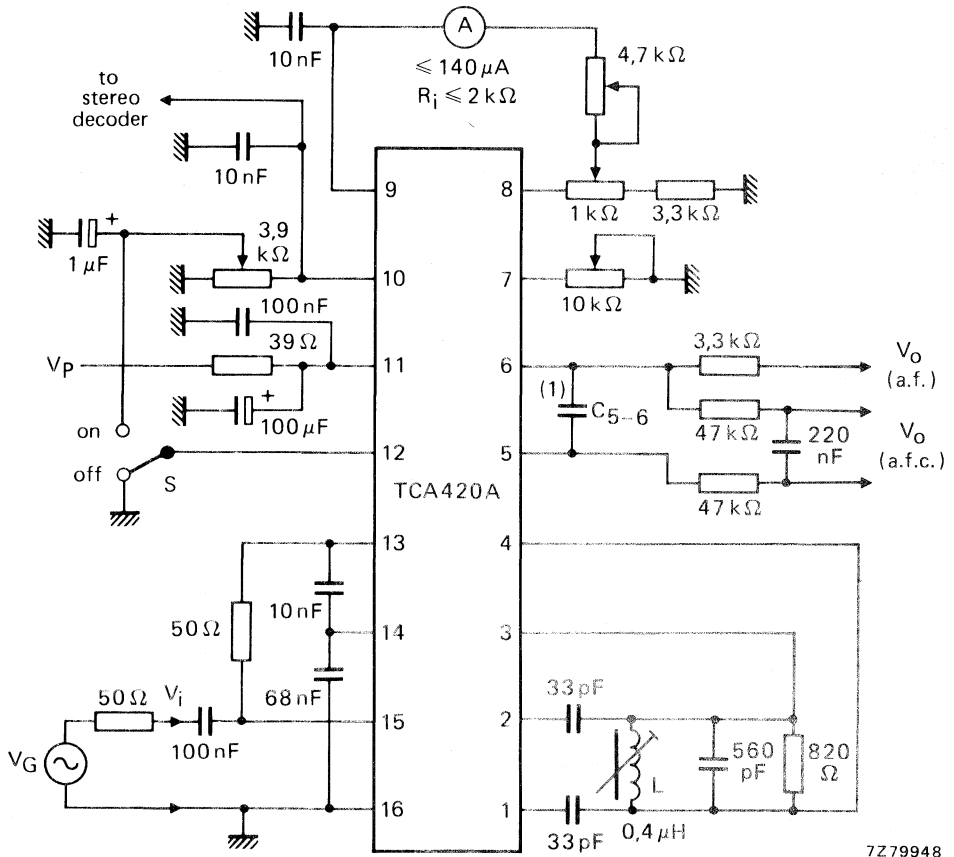 10 nF
A
≤ 140 μA
Ri ≤ 2 kΩ
4,7 kΩ
to
stereo
decoder
10 nF
9
8
1 kΩ
3,3 kΩ
+
1 μF
3,9
kΩ
10
7
10 kΩ
100 nF
39 Ω
VP
11
6
3,3 kΩ
Vo
(a.f.)
+
100 μF
(1)
C5-6
47 kΩ
220
nF
Vo
(a.f.c.)
on
off
S
12
5
47 kΩ
TCA420A
13
4
50 Ω
10 nF
14
3
68 nF
33 pF
50 Ω
Vi
100 nF
15
2
VG
560
pF
820
Ω
L
16
1
33 pF
0,4 μH
7Z79948